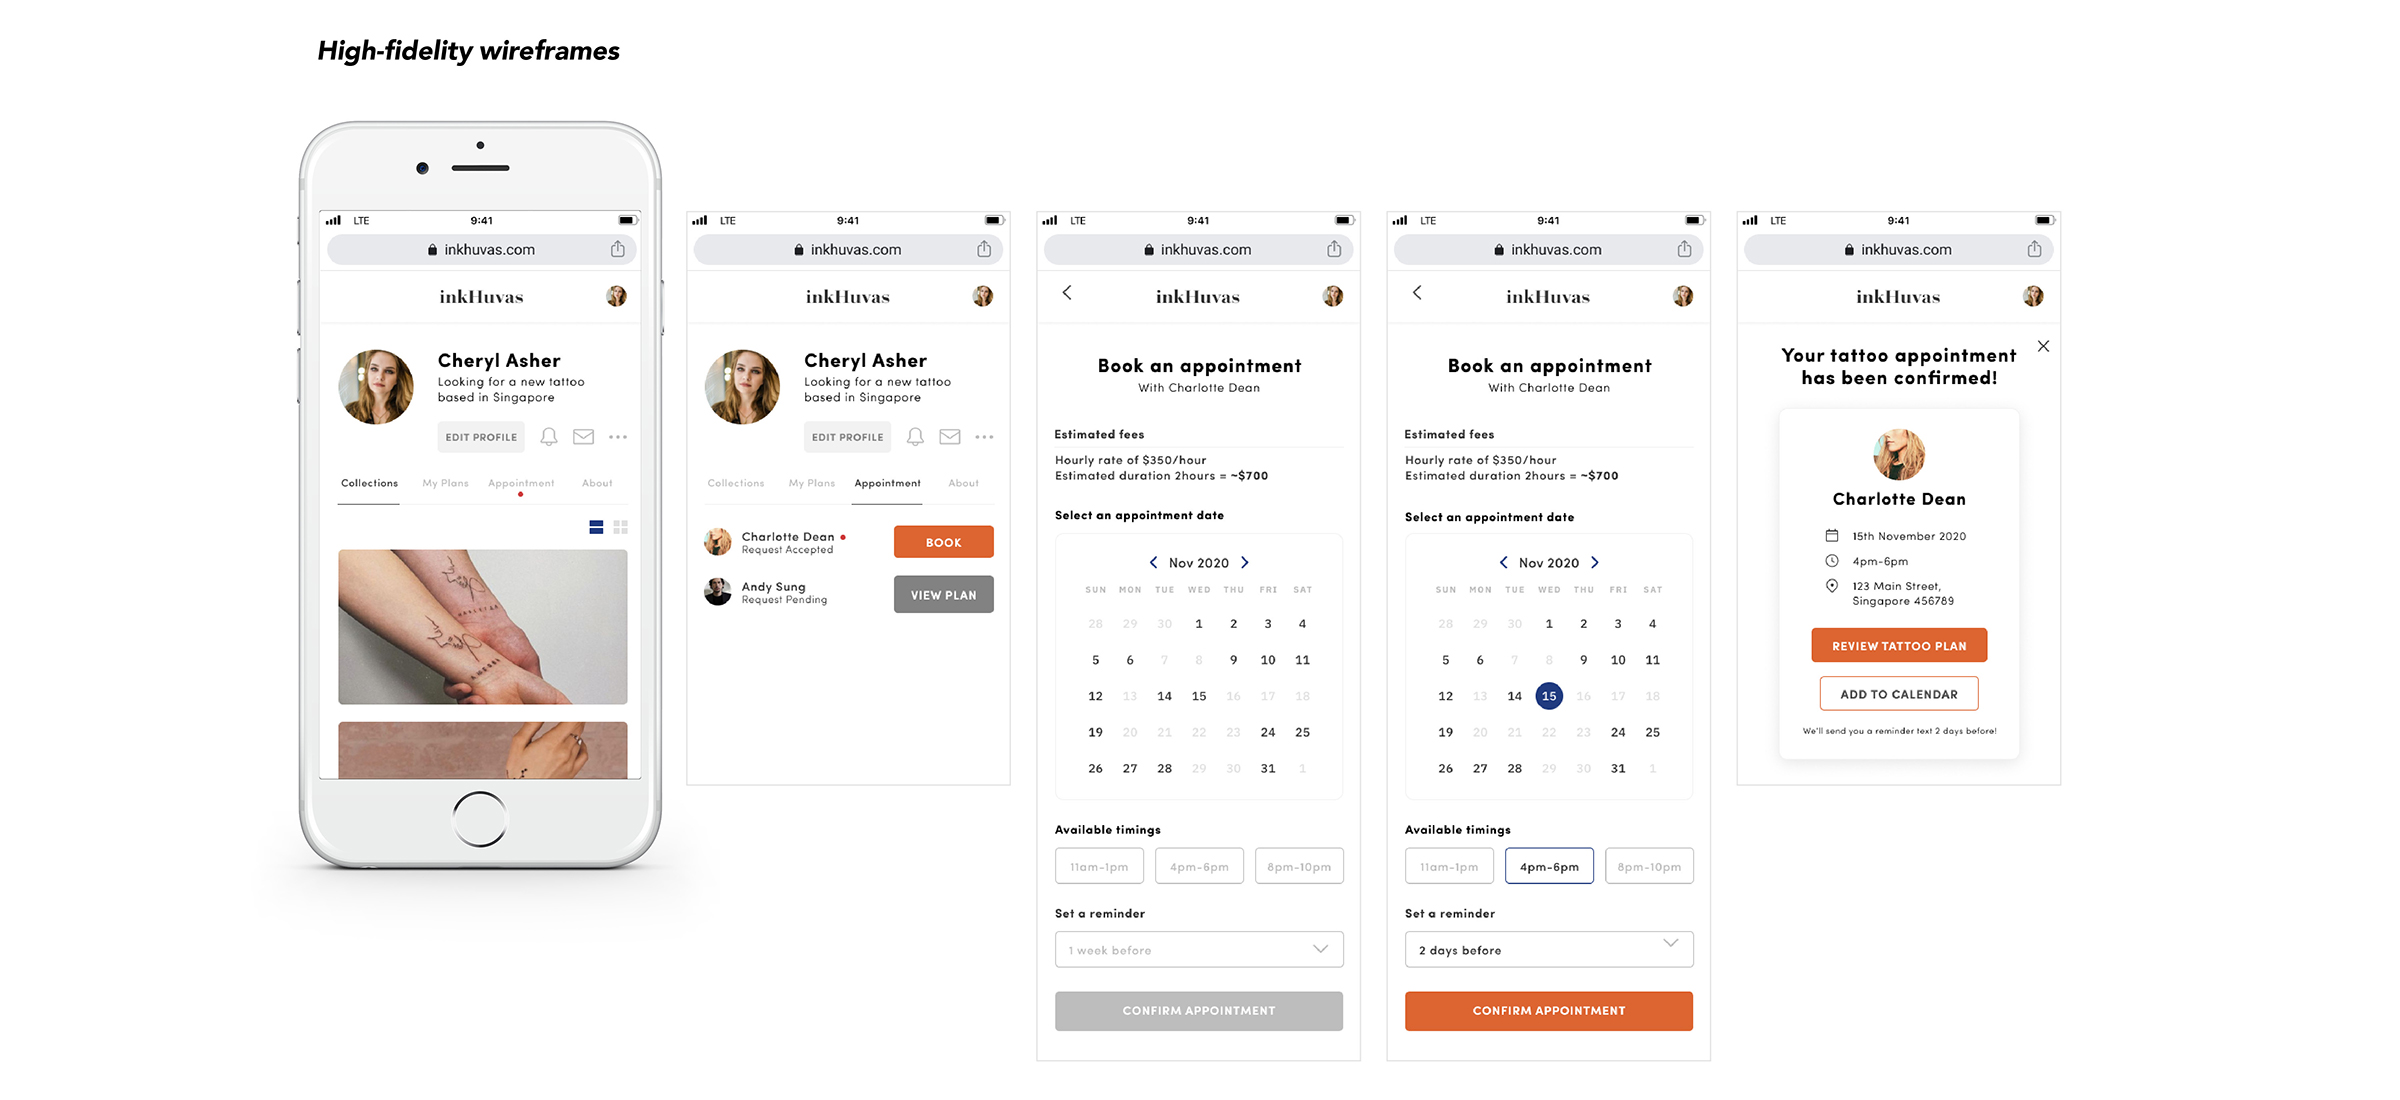 High-fidelity wireframes
LTE
9:41
inkhuvas.com
inkHuvas
Cheryl Asher
Looking for a new tattoo
based in Singapore
EDIT PROFILE
Collections My Plans Appointment About
LTE
9:41
inkhuvas.com
inkHuvas
Cheryl Asher
Looking for a new tattoo
based in Singapore
EDIT PROFILE
Collections My Plans Appointment About
Charlotte Dean
Request Accepted
BOOK
Andy Sung
Request Pending
VIEW PLAN
LTE
9:41
inkhuvas.com
inkHuvas
Book an appointment
With Charlotte Dean
Estimated fees
Hourly rate of $350/hour
Estimated duration 2hours = ~$700
Select an appointment date
Nov 2020
SUN MON TUE WED THU FRI SAT
28 29 30 1 2 3 4
5 6 7 8 9 10 11
12 13 14 15 16 17 18
19 20 21 22 23 24 25
26 27 28 29 30 31 1
Available timings
11am-1pm 4pm-6pm 8pm-10pm
Set a reminder
1 week before
CONFIRM APPOINTMENT
LTE
9:41
inkhuvas.com
inkHuvas
Book an appointment
With Charlotte Dean
Estimated fees
Hourly rate of $350/hour
Estimated duration 2hours = ~$700
Select an appointment date
Nov 2020
SUN MON TUE WED THU FRI SAT
28 29 30 1 2 3 4
5 6 7 8 9 10 11
12 13 14 15 16 17 18
19 20 21 22 23 24 25
26 27 28 29 30 31 1
Available timings
11am-1pm 4pm-6pm 8pm-10pm
Set a reminder
2 days before
CONFIRM APPOINTMENT
LTE
9:41
inkhuvas.com
inkHuvas
Your tattoo appointment
has been confirmed!
Charlotte Dean
15th November 2020
4pm-6pm
123 Main Street,
Singapore 456789
REVIEW TATTOO PLAN
ADD TO CALENDAR
We'll send you a reminder text 2 days before!